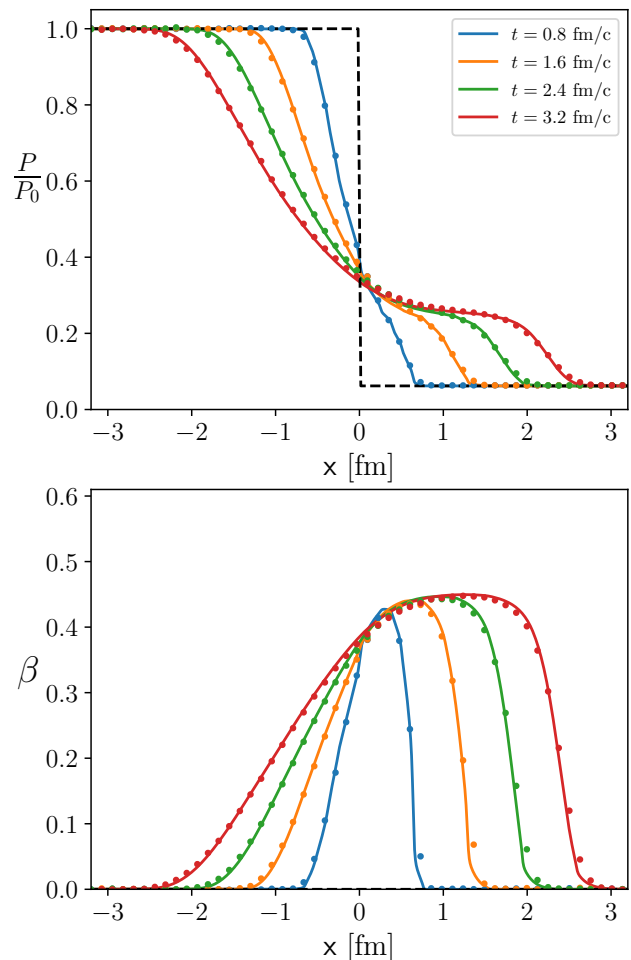 1.0
0.8
0.6
0.4
0.2
0.0
P/P₀
t = 0.8 fm/c
t = 1.6 fm/c
t = 2.4 fm/c
t = 3.2 fm/c
−3 −2 −1 0 1 2 3
x [fm]
0.6
0.5
0.4
0.3
0.2
0.1
0.0
β
−3 −2 −1 0 1 2 3
x [fm]